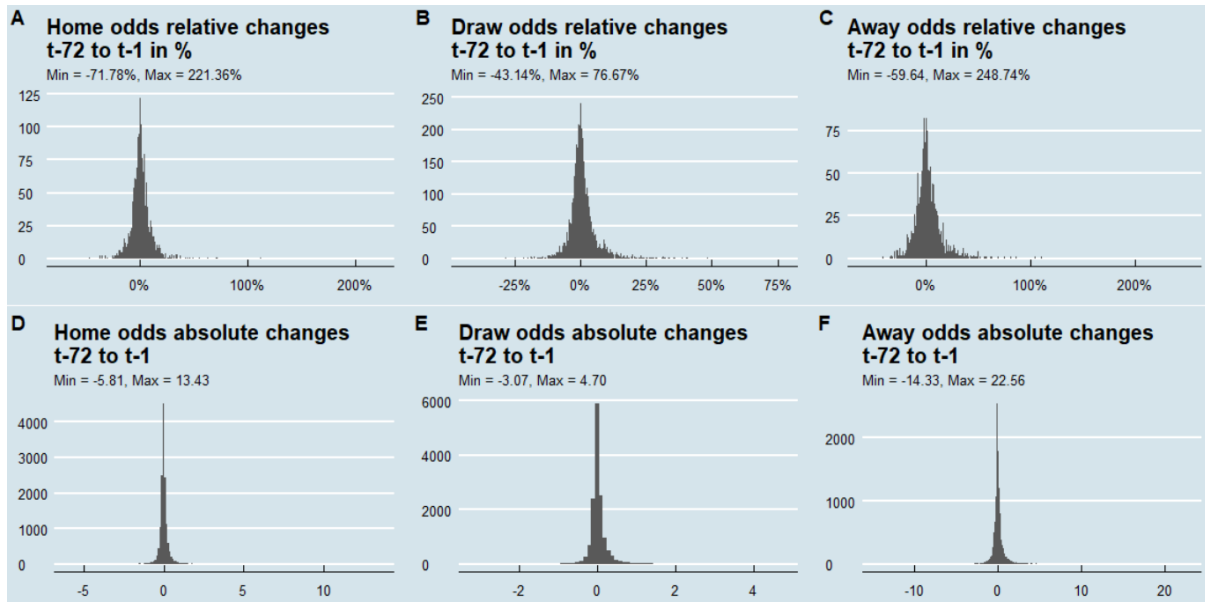 A
Home odds relative changes
t-72 to t-1 in %
Min = -71.78%, Max = 221.36%
125
100
75
50
25
0
0%
100%
200%
B
Draw odds relative changes
t-72 to t-1 in %
Min = -43.14%, Max = 76.67%
250
200
150
100
50
0
-25%
0%
25%
50%
75%
C
Away odds relative changes
t-72 to t-1 in %
Min = -59.64, Max = 248.74%
75
50
25
0
0%
100%
200%
D
Home odds absolute changes
t-72 to t-1
Min = -5.81, Max = 13.43
4000
3000
2000
1000
0
-5
0
5
10
E
Draw odds absolute changes
t-72 to t-1
Min = -3.07, Max = 4.70
6000
4000
2000
0
-2
0
2
4
F
Away odds absolute changes
t-72 to t-1
Min = -14.33, Max = 22.56
2000
1000
0
-10
0
10
20